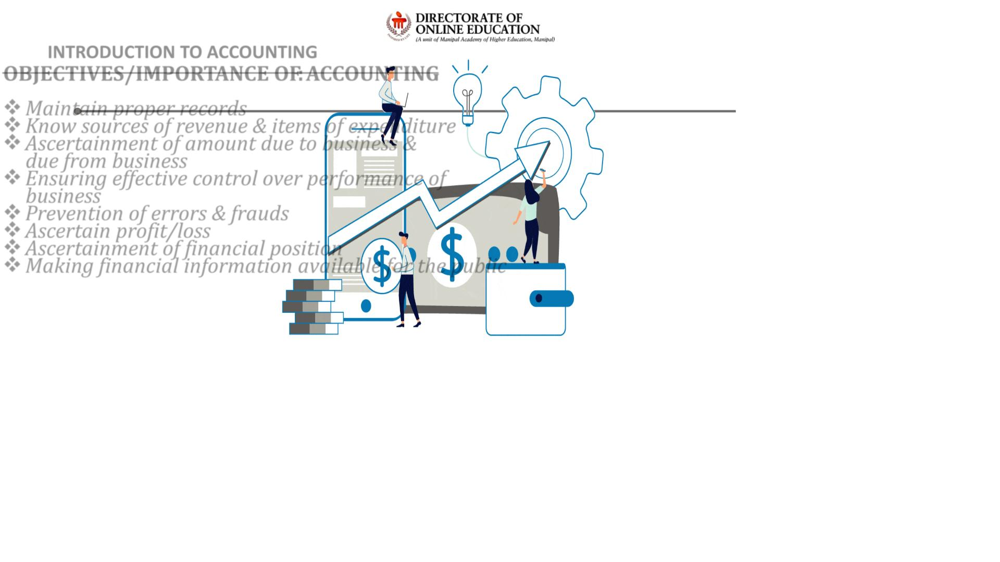 DIRECTORATE OF
ONLINE EDUCATION
(A unit of Manipal Academy of Higher Education, Manipal)
INSPIRED BY LIFE
INTRODUCTION TO ACCOUNTING
OBJECTIVES/IMPORTANCE OF: ACCOUNTING
❖ Maintain proper records
❖ Know sources of revenue & items of expenditure
❖ Ascertainment of amount due to business &
due from business
❖ Ensuring effective control over performance of
business
❖ Prevention of errors & frauds
❖ Ascertain profit/loss
❖ Ascertainment of financial position
❖ Making financial information available for the public
$
$